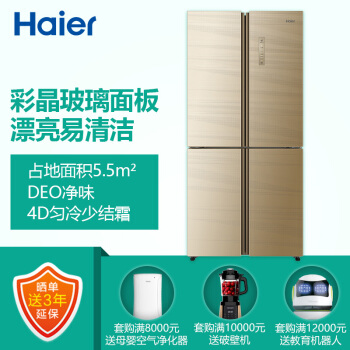 Haier
彩晶玻璃面板
漂亮易清洁
占地面积5.5m²
DEO净味
4D匀冷少结霜
晒单
送3年
延保
套购满8000元
送母婴空气净化器
套购满10000元
送破壁机
套购满12000元
送教育机器人